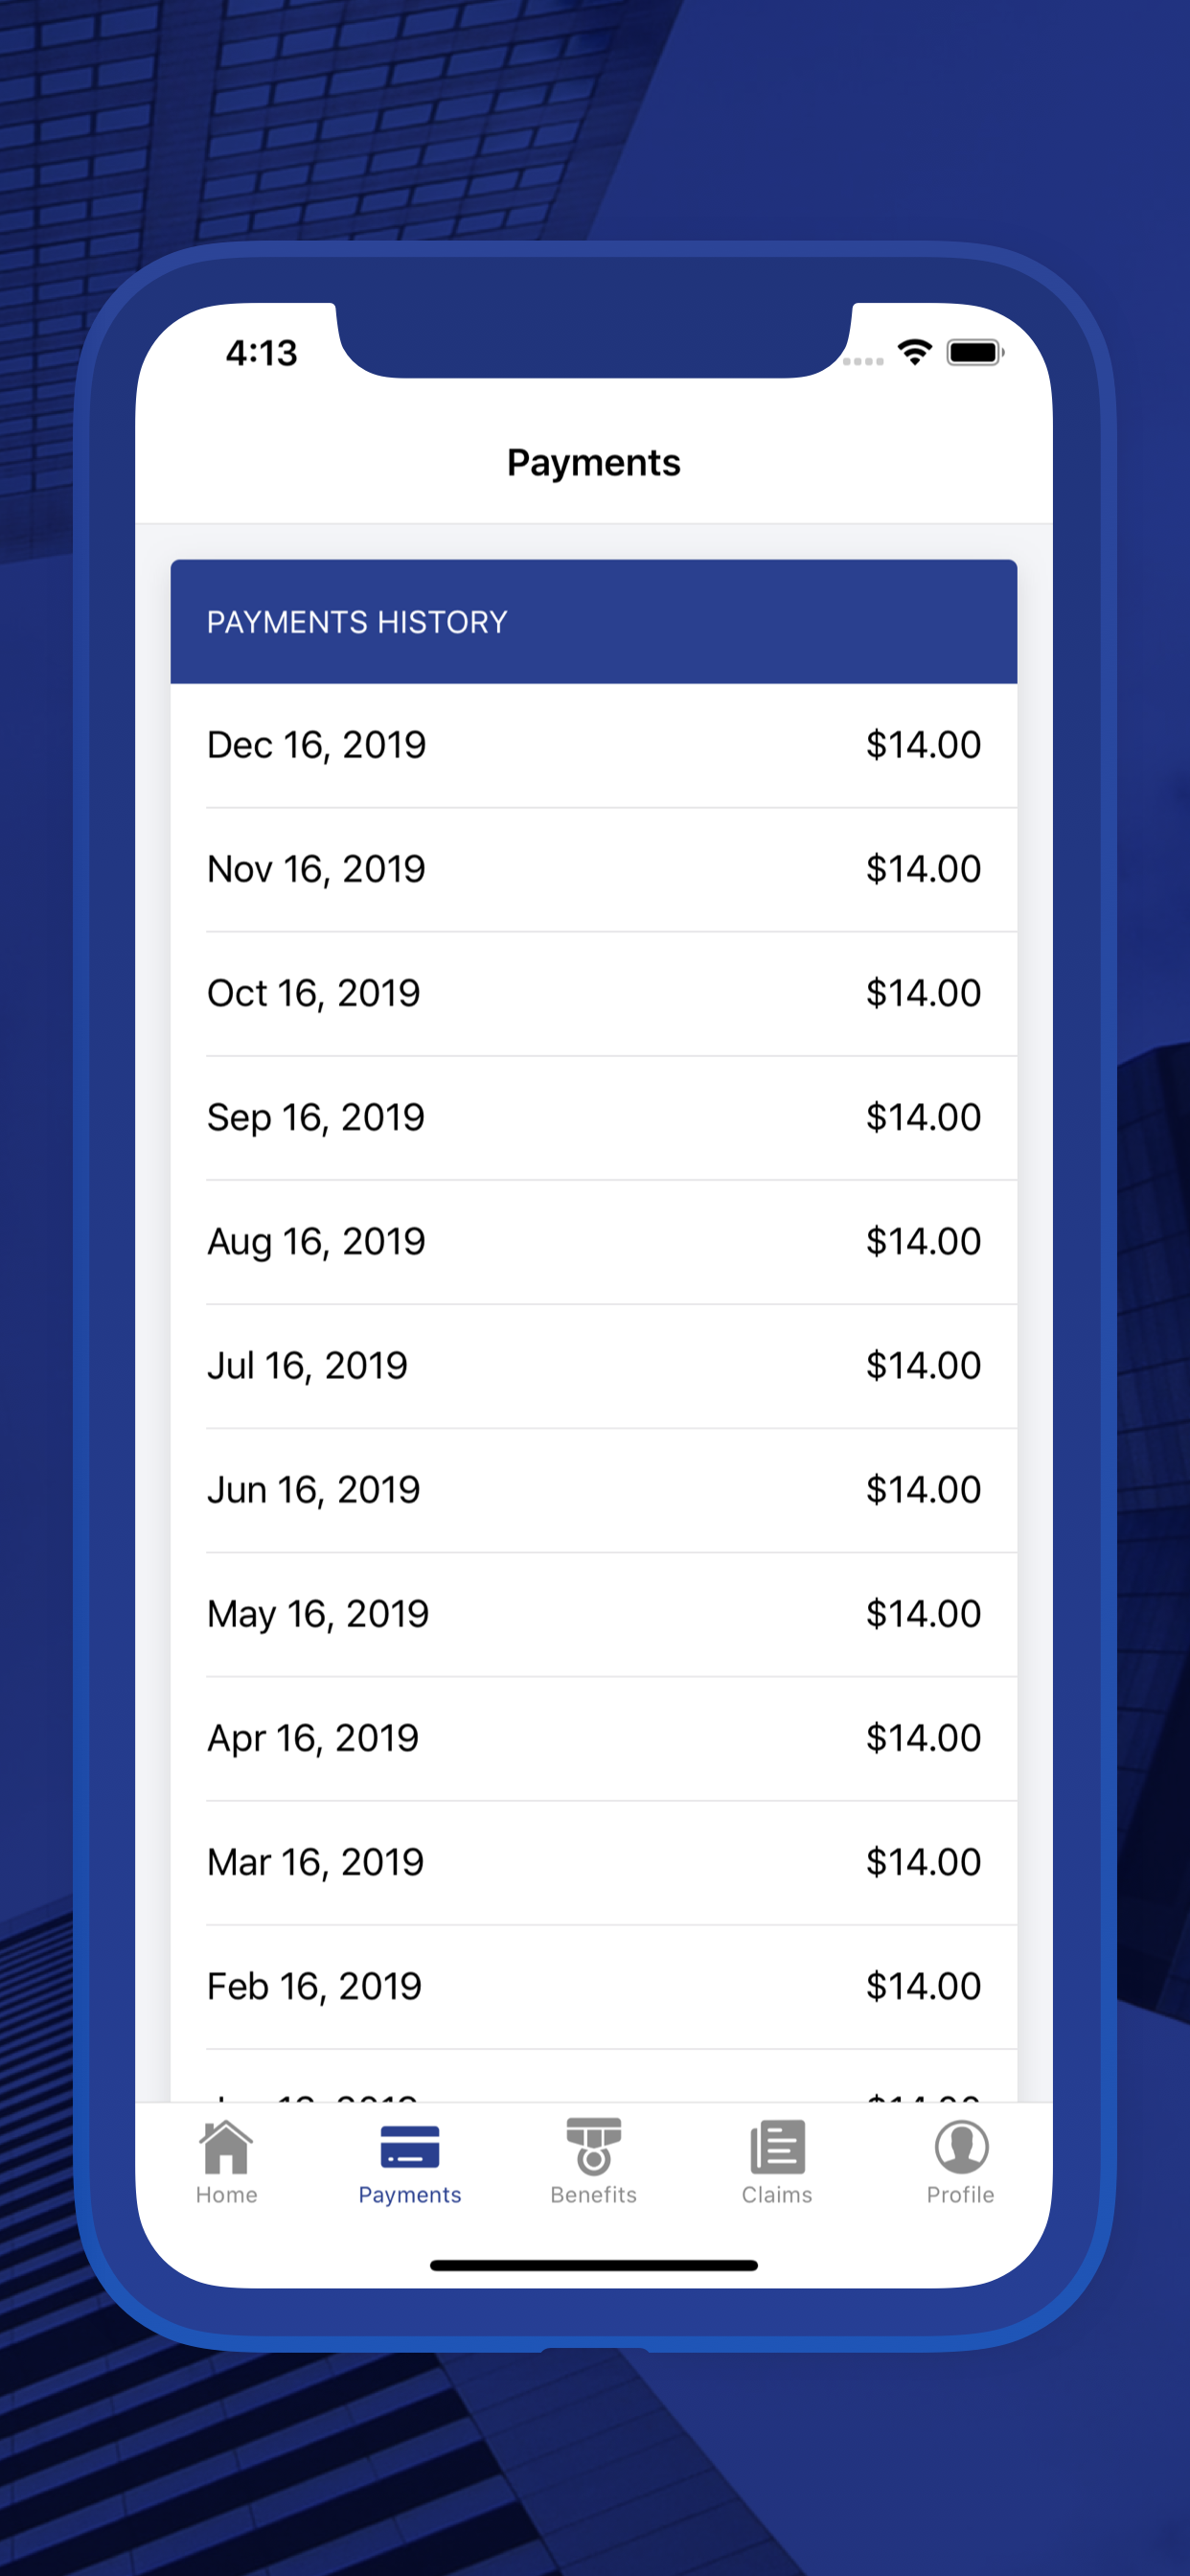 4:13
Payments
PAYMENTS HISTORY
Dec 16, 2019 $14.00
Nov 16, 2019 $14.00
Oct 16, 2019 $14.00
Sep 16, 2019 $14.00
Aug 16, 2019 $14.00
Jul 16, 2019 $14.00
Jun 16, 2019 $14.00
May 16, 2019 $14.00
Apr 16, 2019 $14.00
Mar 16, 2019 $14.00
Feb 16, 2019 $14.00
Home Payments Benefits Claims Profile